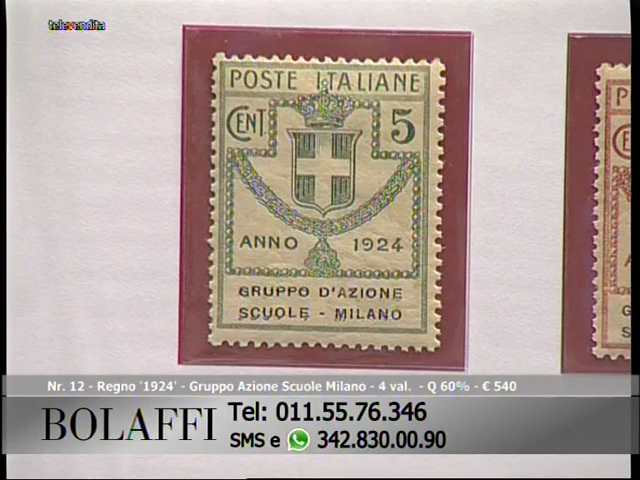 televendita
POSTE ITALIANE
CENT. 5
ANNO 1924
GRUPPO D'AZIONE
SCUOLE - MILANO
Nr. 12 - Regno '1924' - Gruppo Azione Scuole Milano - 4 val. - Q 60% - € 540
BOLAFFI
Tel: 011.55.76.346
SMS e 342.830.00.90